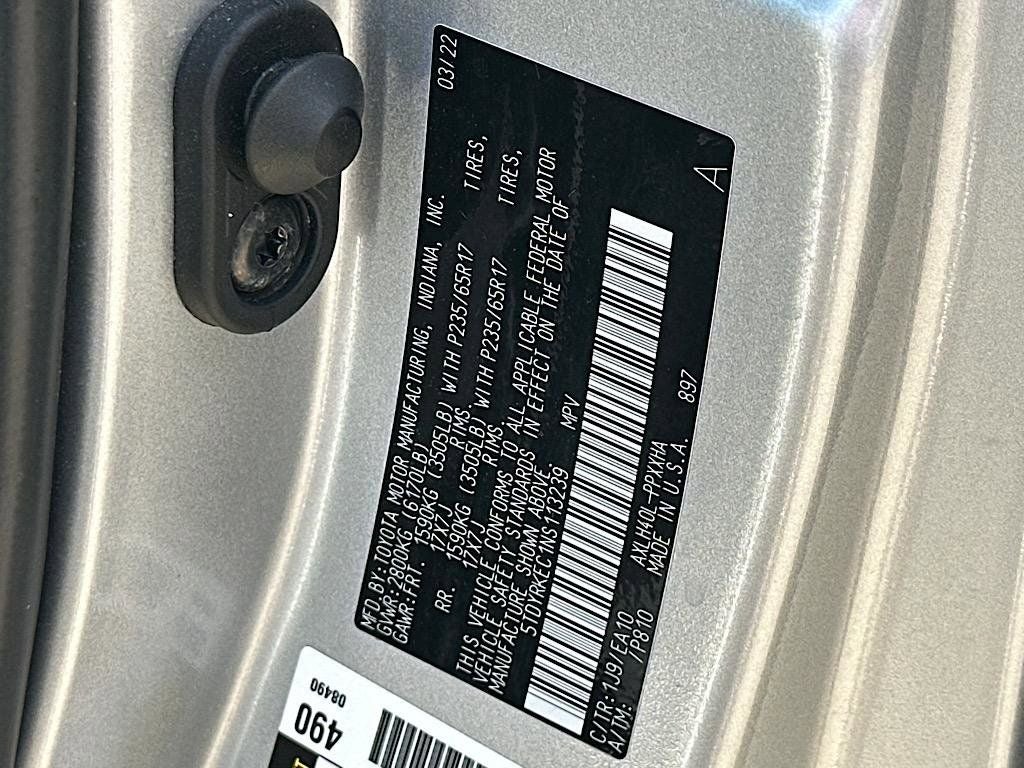 MFD BY:TOYOTA MOTOR MANUFACTURING, INDIANA, INC. 03/22
GVWR:2800KG (6170LB)
GAWR:FRT. 1590KG (3505LB) WITH P235/65R17 TIRES,
17X7J RIMS.
RR. 1590KG (3505LB) WITH P235/65R17 TIRES,
17X7J RIMS.
THIS VEHICLE CONFORMS TO ALL APPLICABLE FEDERAL MOTOR
VEHICLE SAFETY STANDARDS IN EFFECT ON THE DATE OF
MANUFACTURE SHOWN ABOVE.
5TDYRKEC1NS113239 MPV
C/TR:1J9/EA10 AXLH40L-PPXXHA 897 A
A/TM: /P810 MADE IN U.S.A.
08490
490